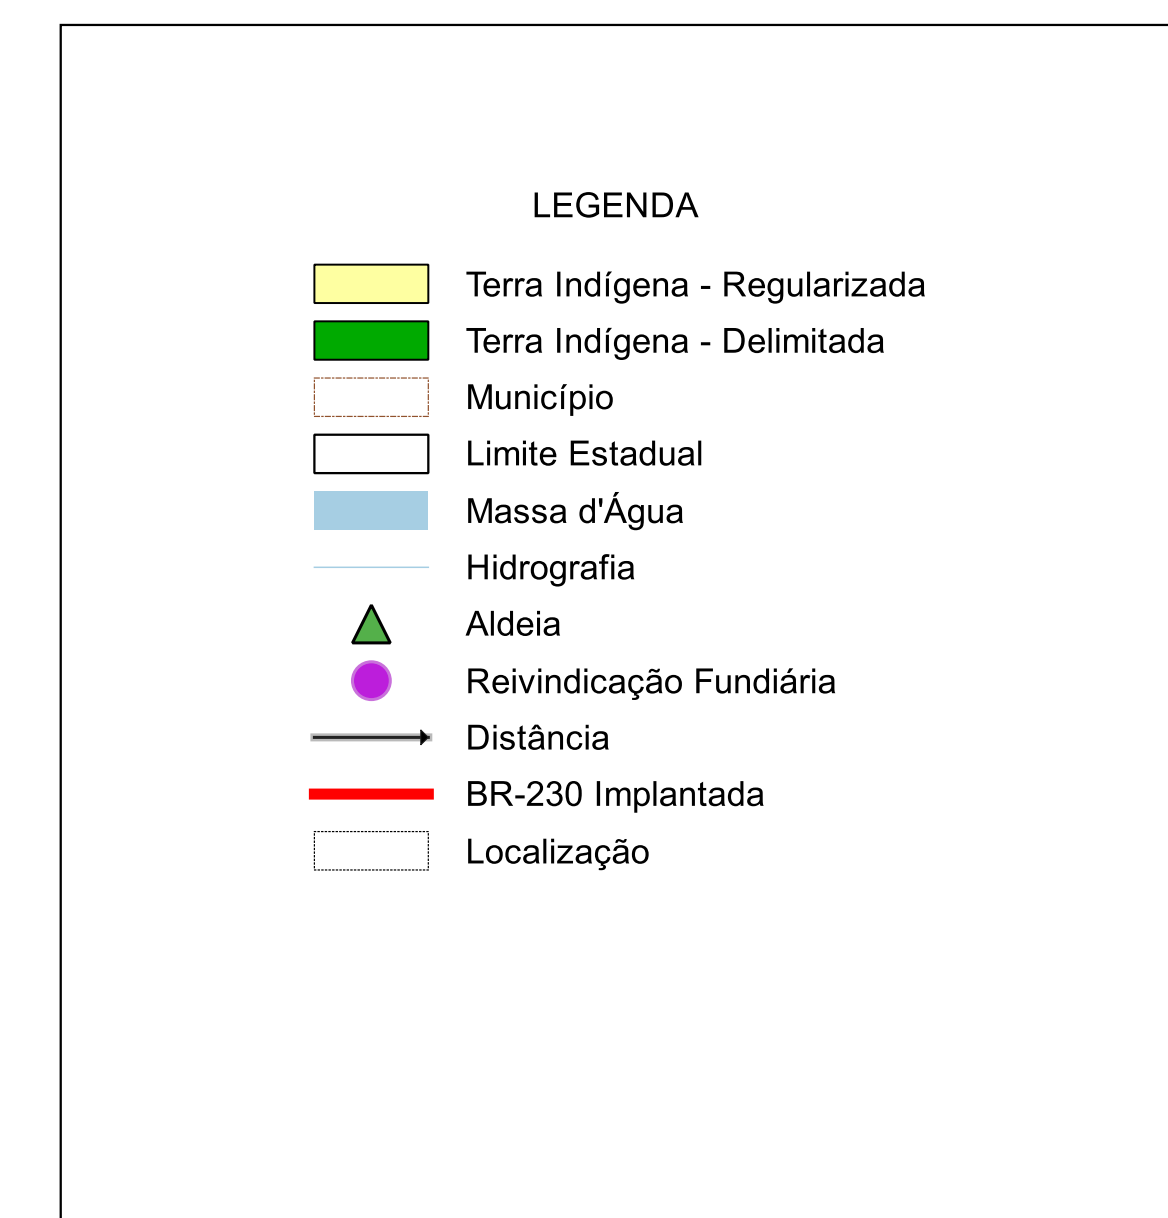 LEGENDA
Terra Indígena - Regularizada
Terra Indígena - Delimitada
Município
Limite Estadual
Massa d'Água
Hidrografia
Aldeia
Reivindicação Fundiária
Distância
BR-230 Implantada
Localização